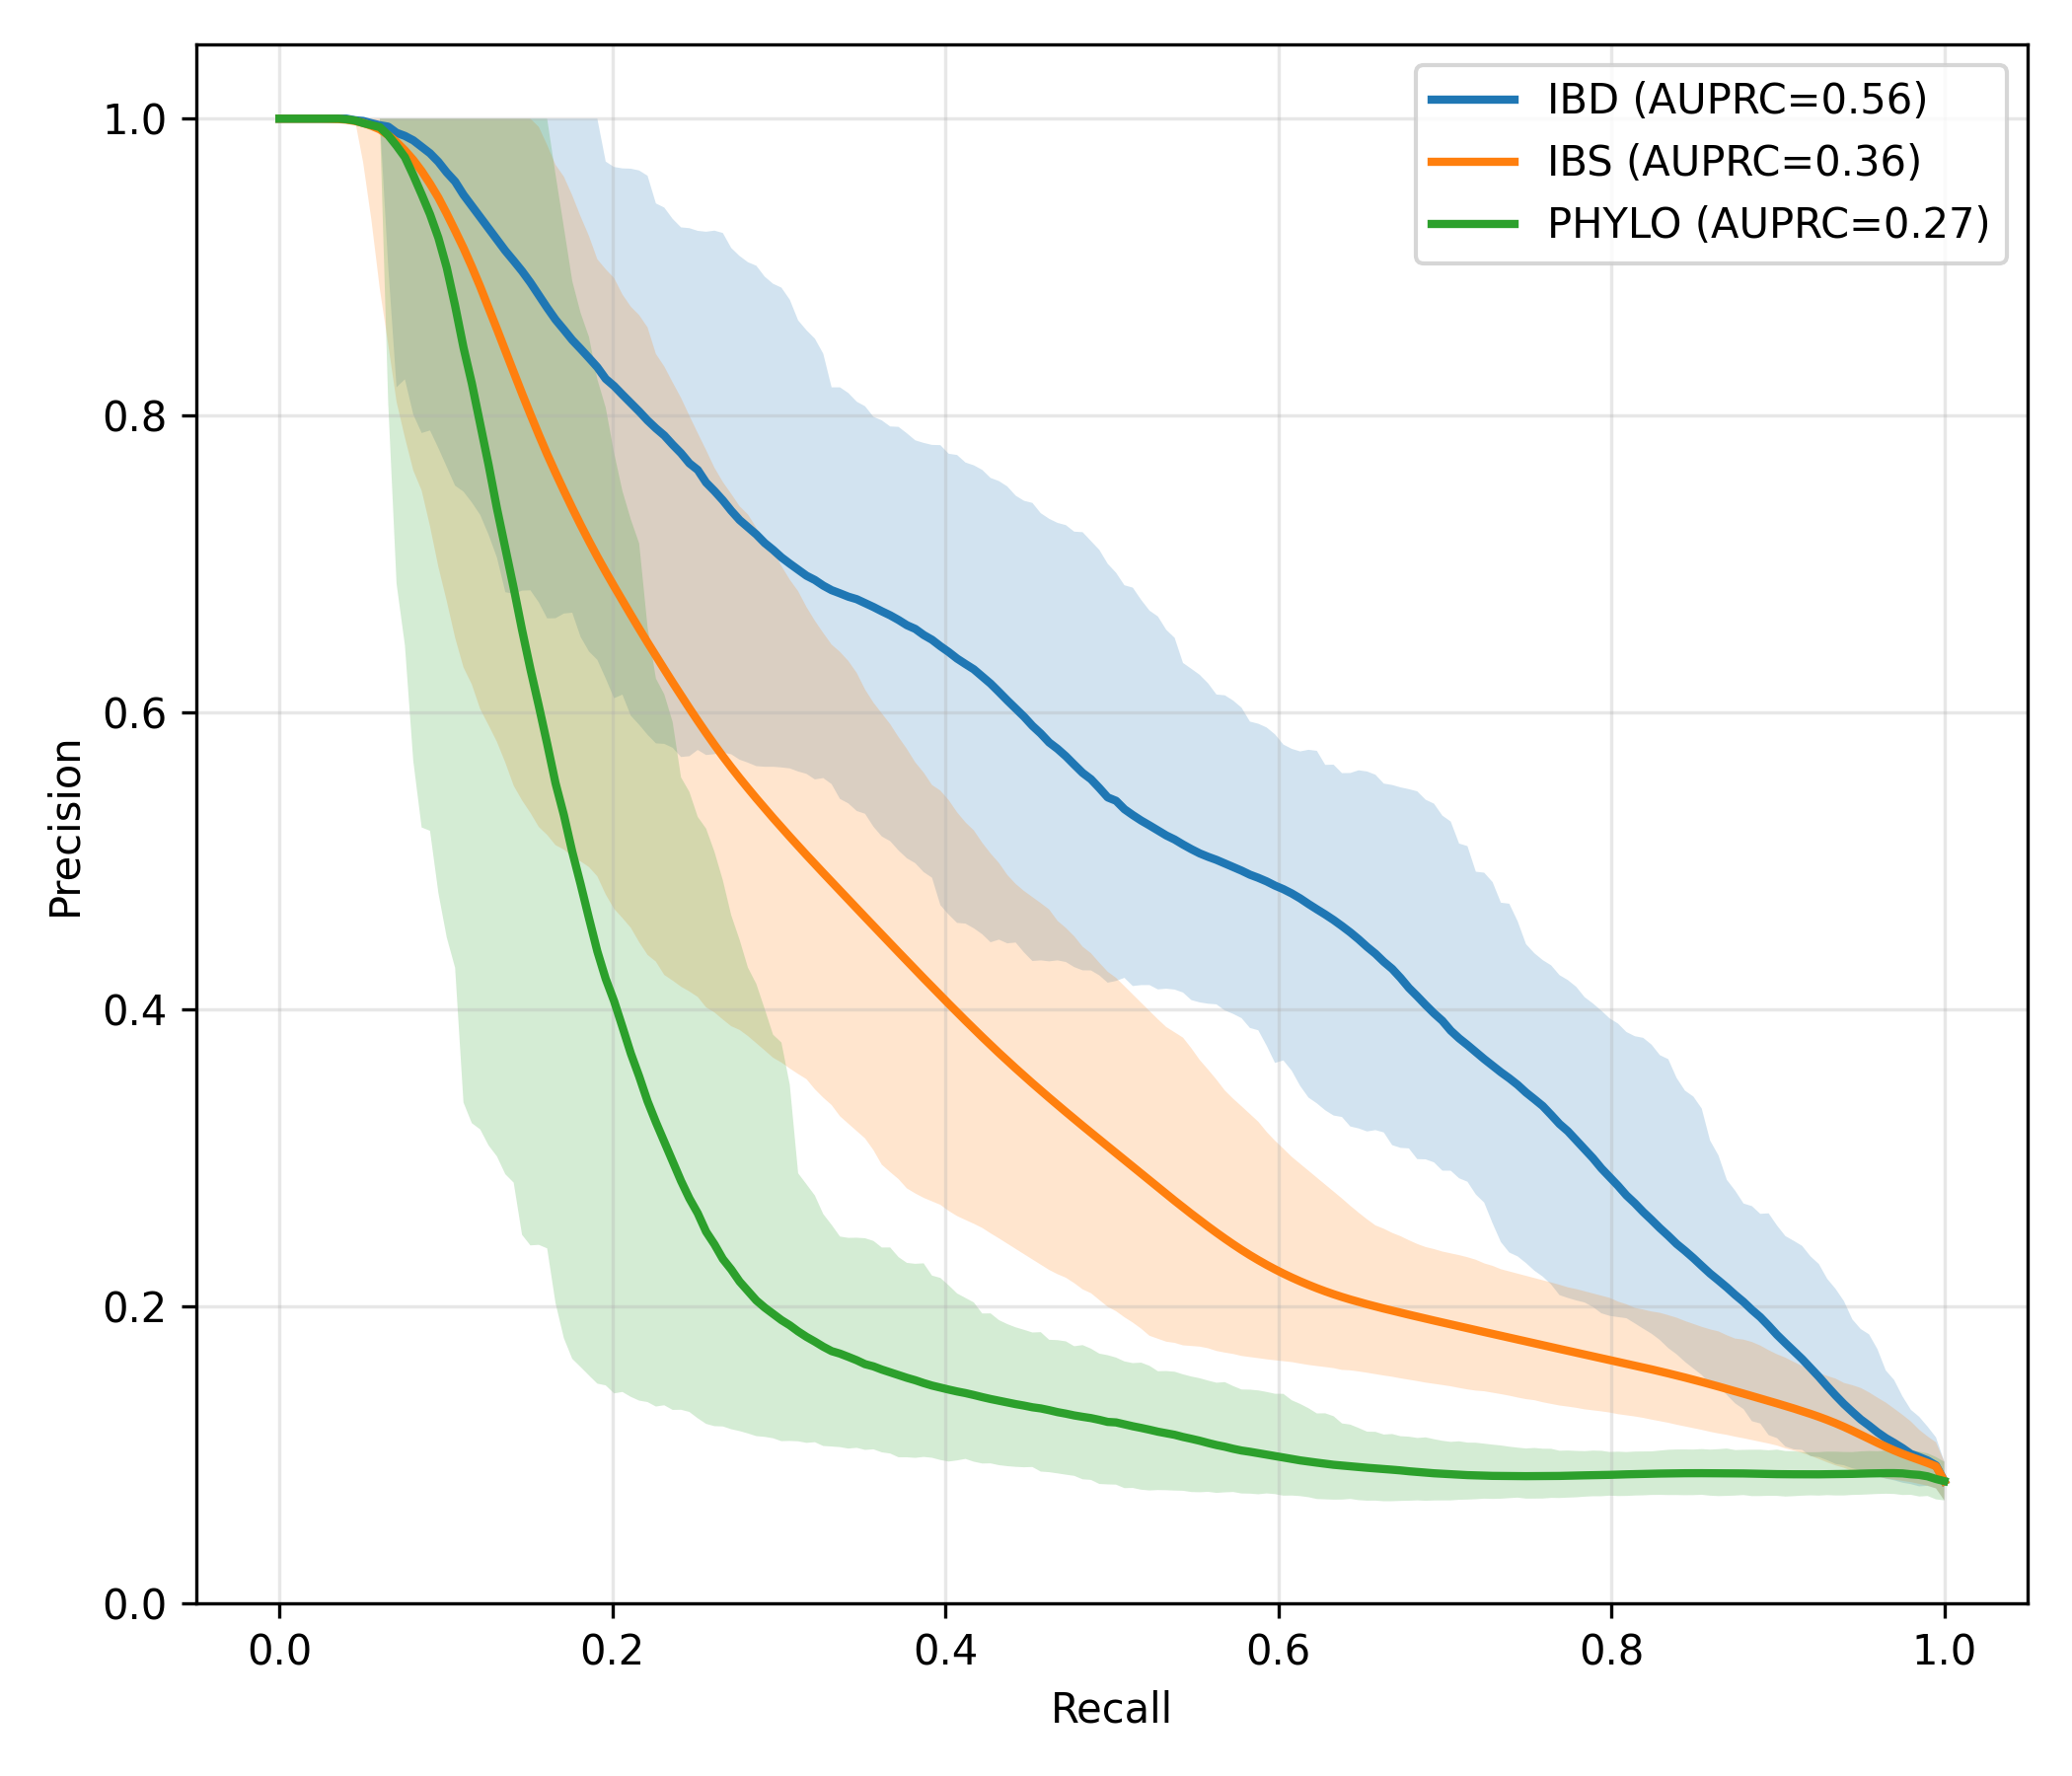 IBD (AUPRC=0.56)
IBS (AUPRC=0.36)
PHYLO (AUPRC=0.27)
1.0
0.8
0.6
0.4
0.2
0.0
Precision
0.0 0.2 0.4 0.6 0.8 1.0
Recall